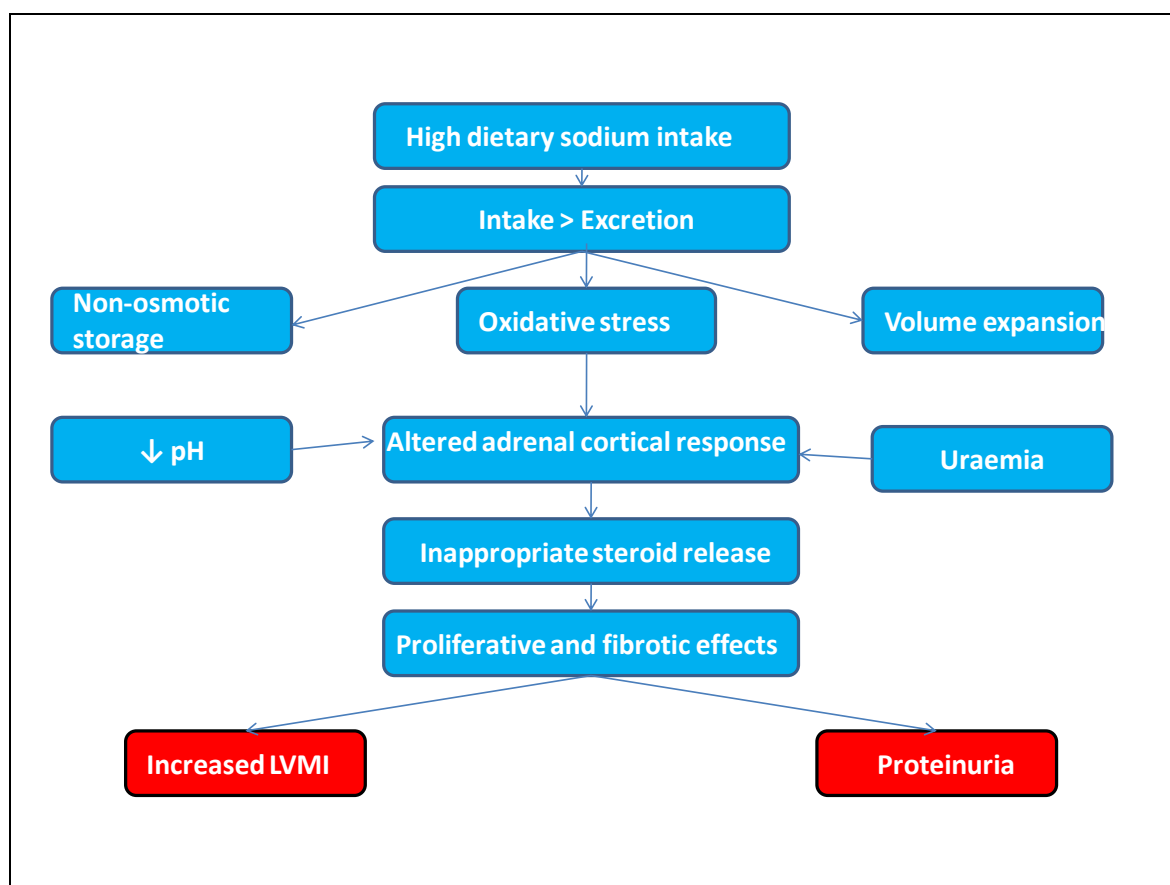 High dietary sodium intake
Intake > Excretion
Non-osmotic
storage
Oxidative stress
Volume expansion
↓ pH
Altered adrenal cortical response
Uraemia
Inappropriate steroid release
Proliferative and fibrotic effects
Increased LVMI
Proteinuria